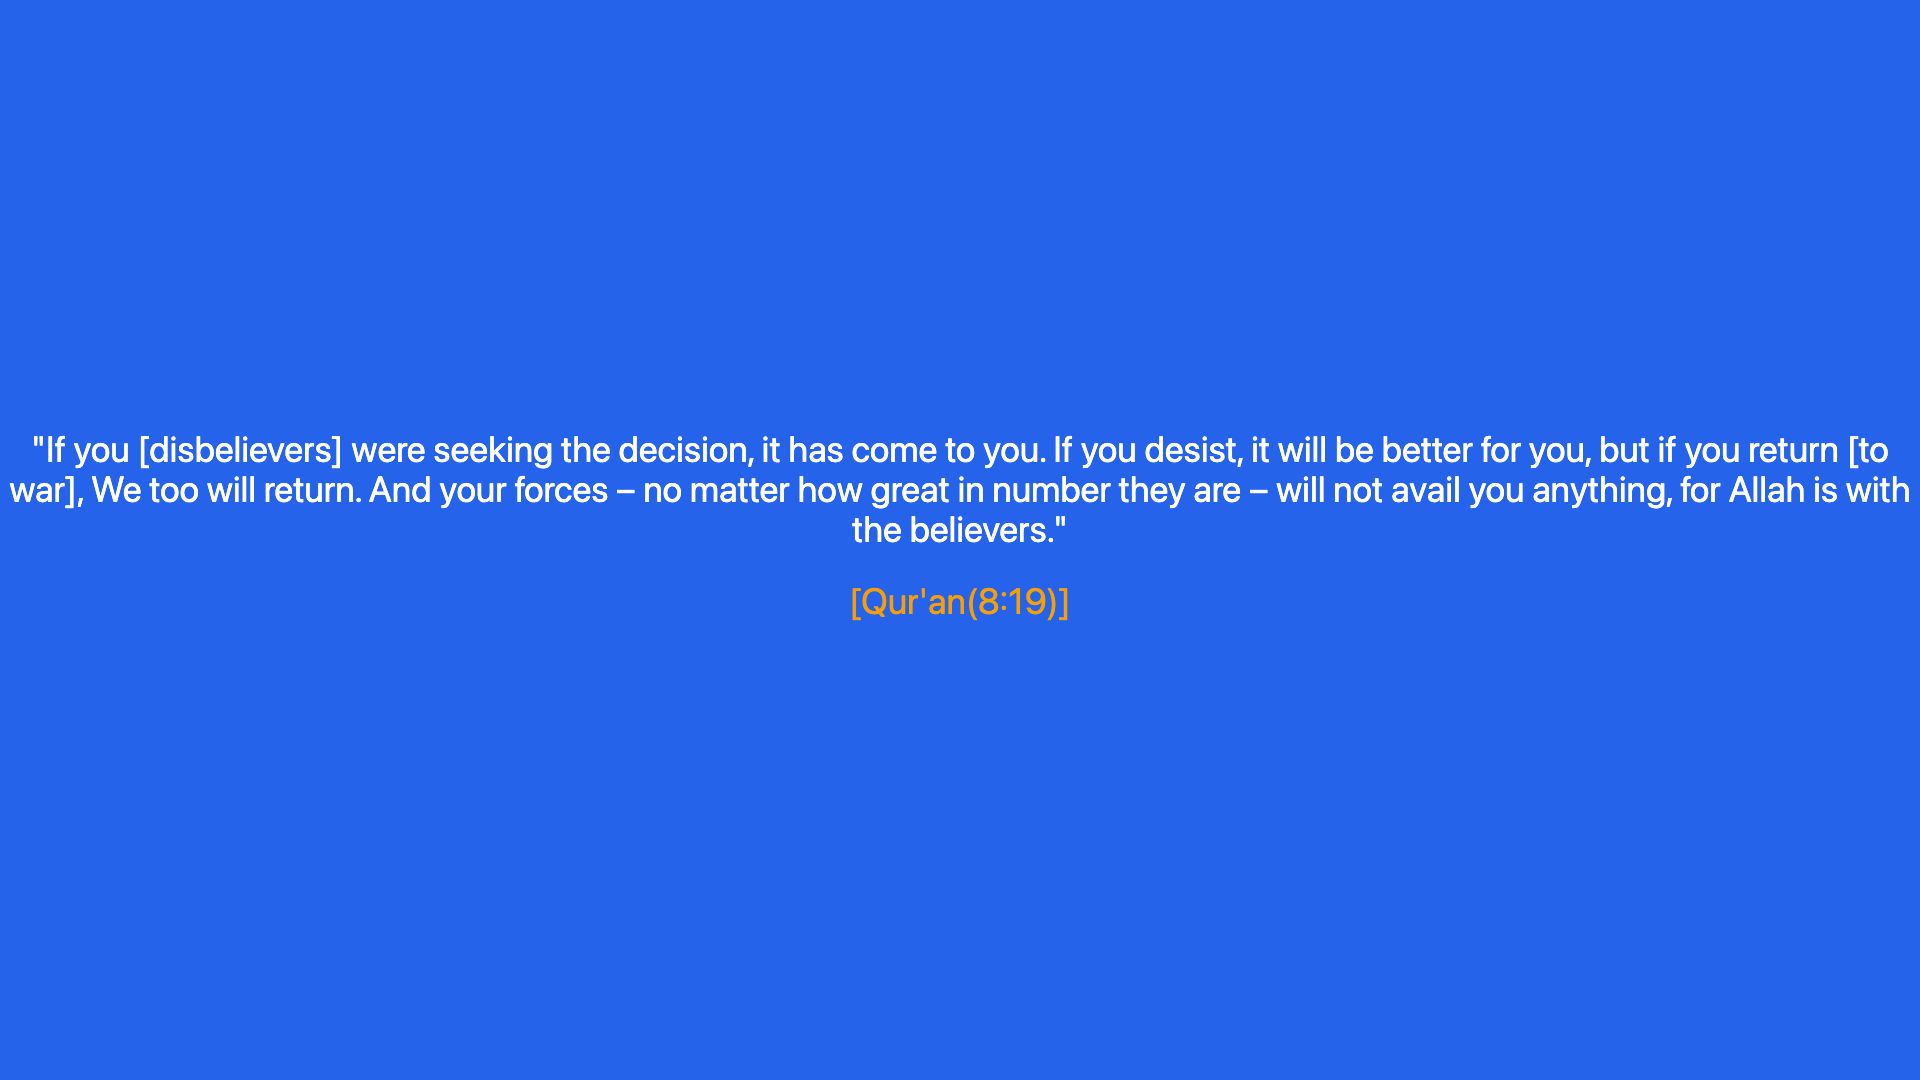 "If you [disbelievers] were seeking the decision, it has come to you. If you desist, it will be better for you, but if you return [to
war], We too will return. And your forces – no matter how great in number they are – will not avail you anything, for Allah is with
the believers."
[Qur'an(8:19)]